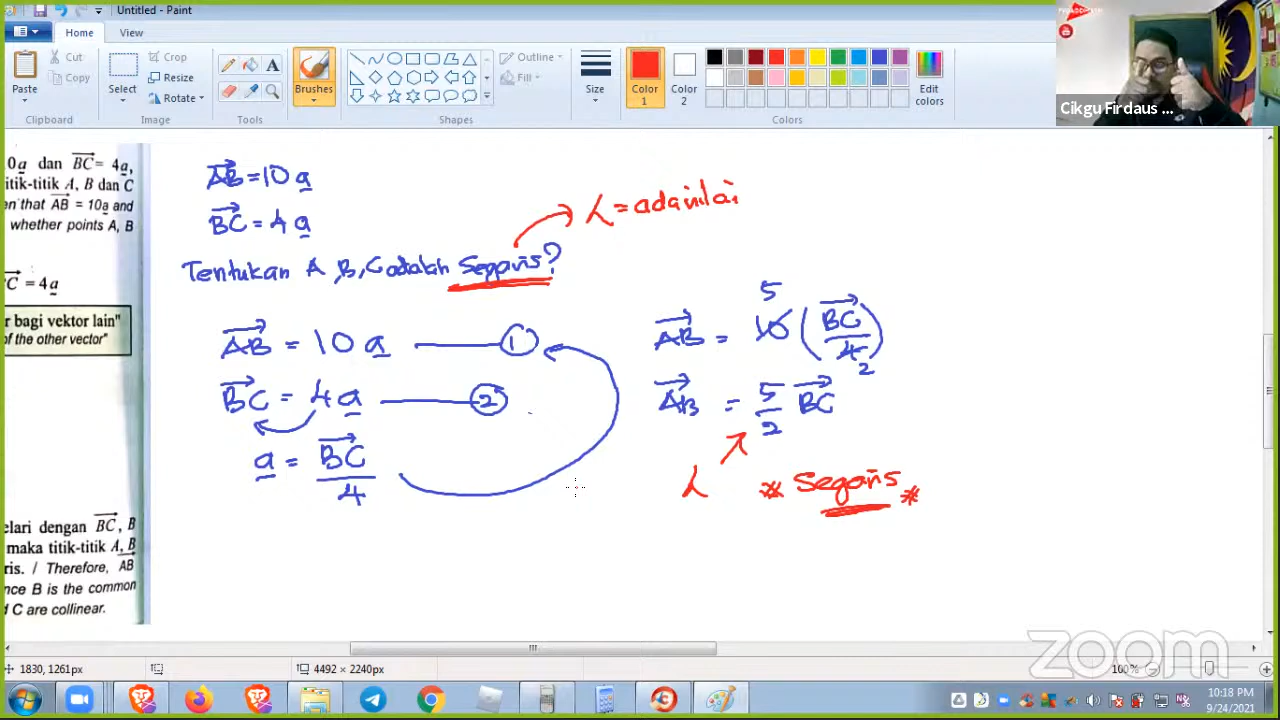 Untitled - Paint
Home
View
Paste
Cut
Copy
Clipboard
Select
Crop
Resize
Rotate
Image
Tools
Brushes
Outline
Fill
Shapes
Size
Color 1
Color 2
Edit colors
Colors
Cikgu Firdaus ...
0a dan BC = 4a,
itik-titik A, B dan C
en that AB = 10a and
whether points A, B
C = 4a
r bagi vektor lain"
of the other vector"
elari dengan BC, B
maka titik-titik A, B
ris. / Therefore, AB
nce B is the common
d C are collinear.
AB = 10 a
BC = 4 a
λ = ada nilai
Tentukan A, B, C adalah Segaris?
AB = 10 a ① 
BC = 4 a ②
a = BC/4
5
AB = 10 (BC/4)
2
AB = 5/2 BC
λ
* Segaris *
zoom
1830, 1261px
4492 × 2240px
100%
10:18 PM
9/24/2021